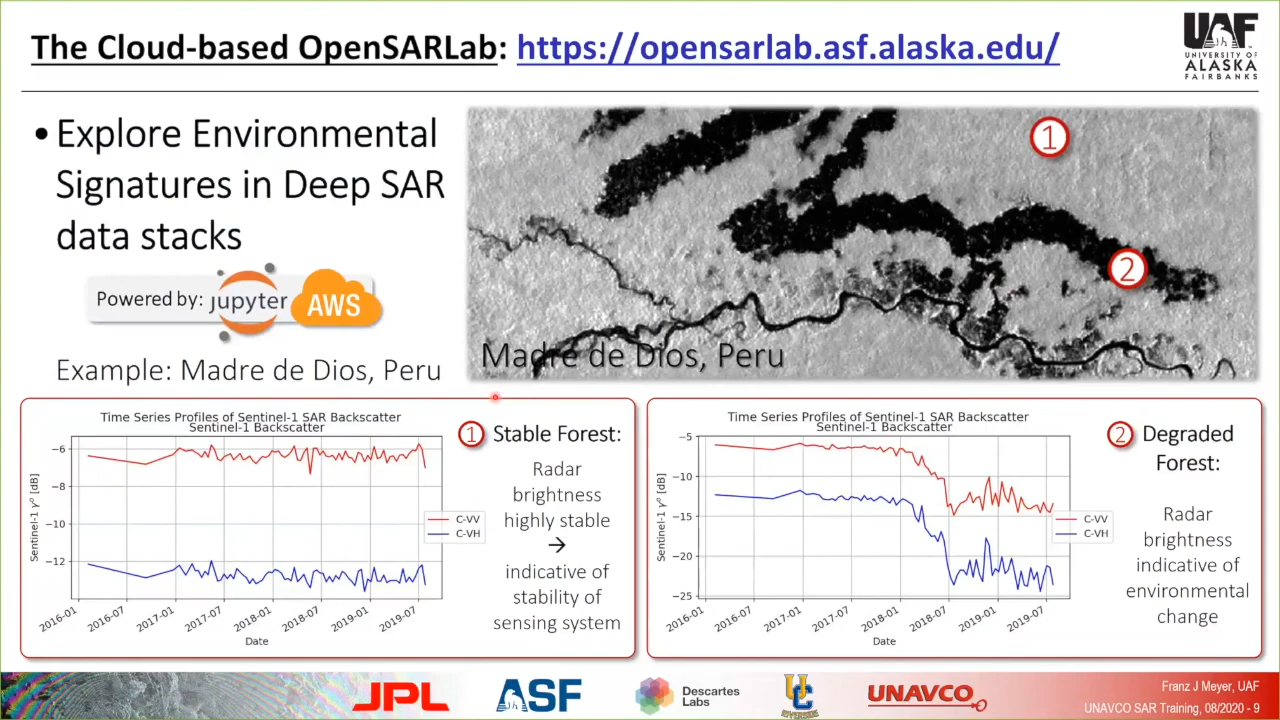 The Cloud-based OpenSARLab: https://opensarlab.asf.alaska.edu/
UAF
UNIVERSITY OF
ALASKA
FAIRBANKS
• Explore Environmental
Signatures in Deep SAR
data stacks
Powered by: jupyter AWS
Example: Madre de Dios, Peru
1
2
Madre de Dios, Peru
Time Series Profiles of Sentinel-1 SAR Backscatter
Sentinel-1 Backscatter
Sentinel-1 γ⁰ [dB]
−6
−8
−10
−12
C-VV
C-VH
2016-01 2016-07 2017-01 2017-07 2018-01 2018-07 2019-01 2019-07
Date
1 Stable Forest:
Radar
brightness
highly stable
→
indicative of
stability of
sensing system
Time Series Profiles of Sentinel-1 SAR Backscatter
Sentinel-1 Backscatter
Sentinel-1 γ⁰ [dB]
−5
−10
−15
−20
−25
C-VV
C-VH
2016-01 2016-07 2017-01 2017-07 2018-01 2018-07 2019-01 2019-07
Date
2 Degraded
Forest:
Radar
brightness
indicative of
environmental
change
JPL
ASF
Descartes
Labs
UC
RIVERSIDE
UNAVCO
Franz J Meyer, UAF
UNAVCO SAR Training, 08/2020 - 9